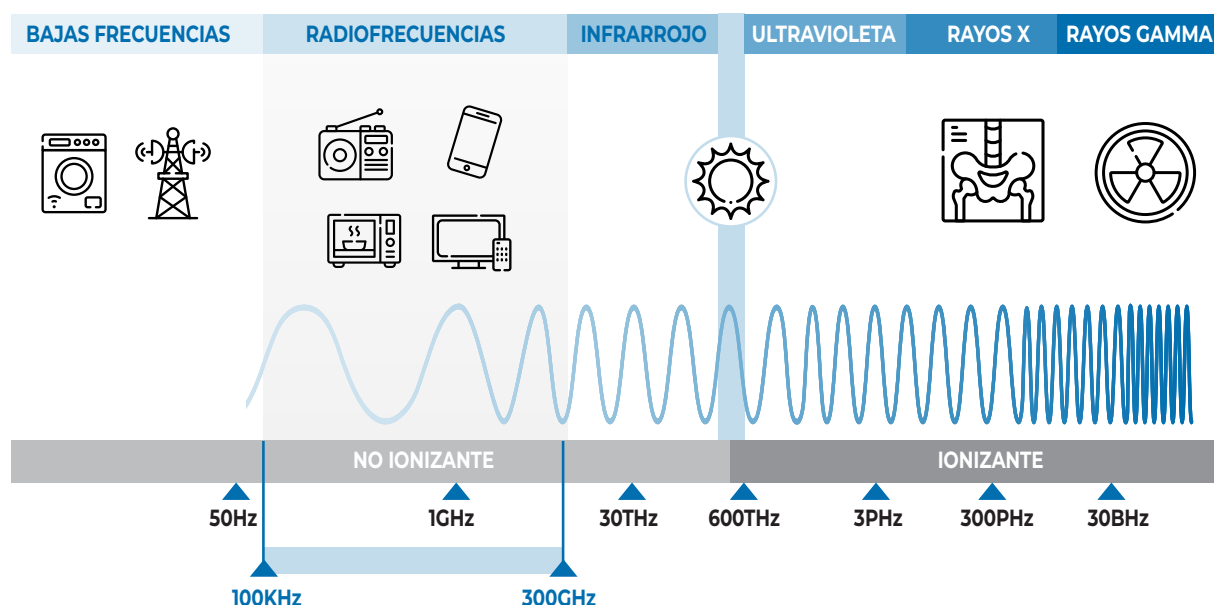 BAJAS FRECUENCIAS
RADIOFRECUENCIAS
INFRARROJO
ULTRAVIOLETA
RAYOS X
RAYOS GAMMA
NO IONIZANTE
IONIZANTE
50Hz
1GHz
30THz
600THz
3PHz
300PHz
30BHz
100KHz
300GHz